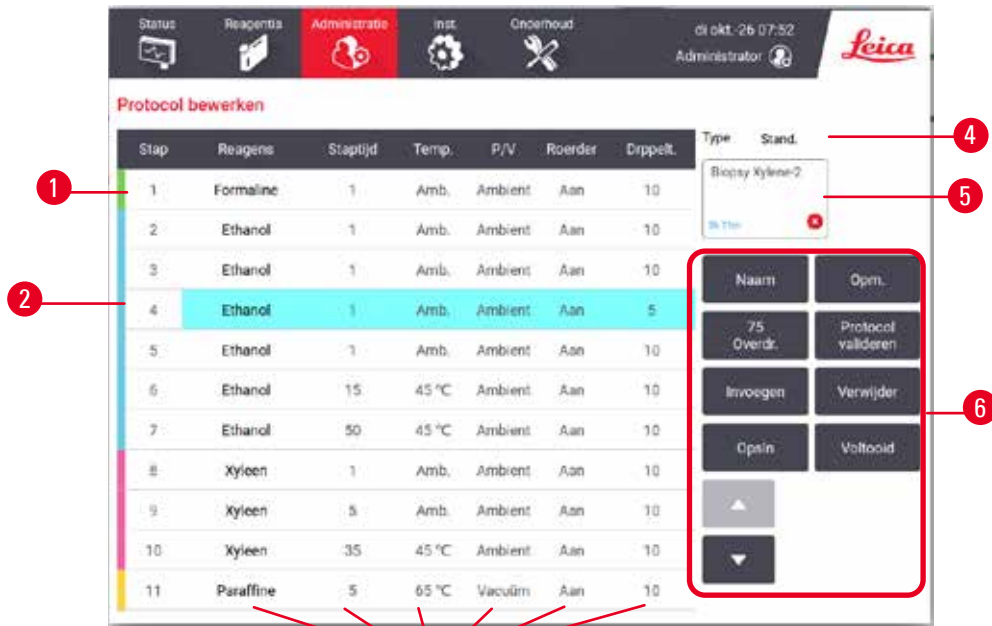 Status Reagentia Administratie Inst. Onderhoud di okt.-26 07:52
Administrator Leica
Protocol bewerken
Stap Reagens Staptijd Temp. P/V Roerder Drppelt.
Type Stand. 4
1 1 Formaline 1 Amb. Ambient Aan 10
Biopsy Xylene-2 5
2 Ethanol 1 Amb. Ambient Aan 10
3 Ethanol 1 Amb. Ambient Aan 10
2 4 Ethanol 1 Amb. Ambient Aan 5
5 Ethanol 1 Amb. Ambient Aan 10
6 Ethanol 15 45 °C Ambient Aan 10
7 Ethanol 50 45 °C Ambient Aan 10
8 Xyleen 1 Amb. Ambient Aan 10
9 Xyleen 5 Amb. Ambient Aan 10
10 Xyleen 35 45 °C Ambient Aan 10
11 Paraffine 5 65 °C Vacuüm Aan 10
Naam Opm.
75 Overdr. Protocol valideren
Invoegen Verwijder 6
Opsln Voltooid